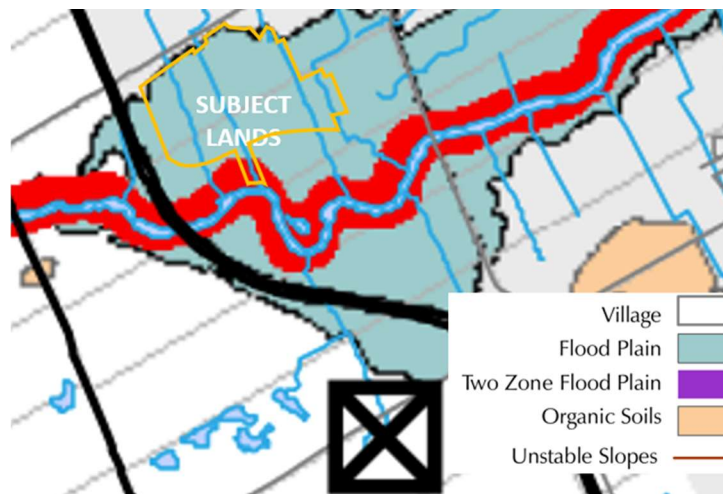 SUBJECT
LANDS
Village
Flood Plain
Two Zone Flood Plain
Organic Soils
Unstable Slopes